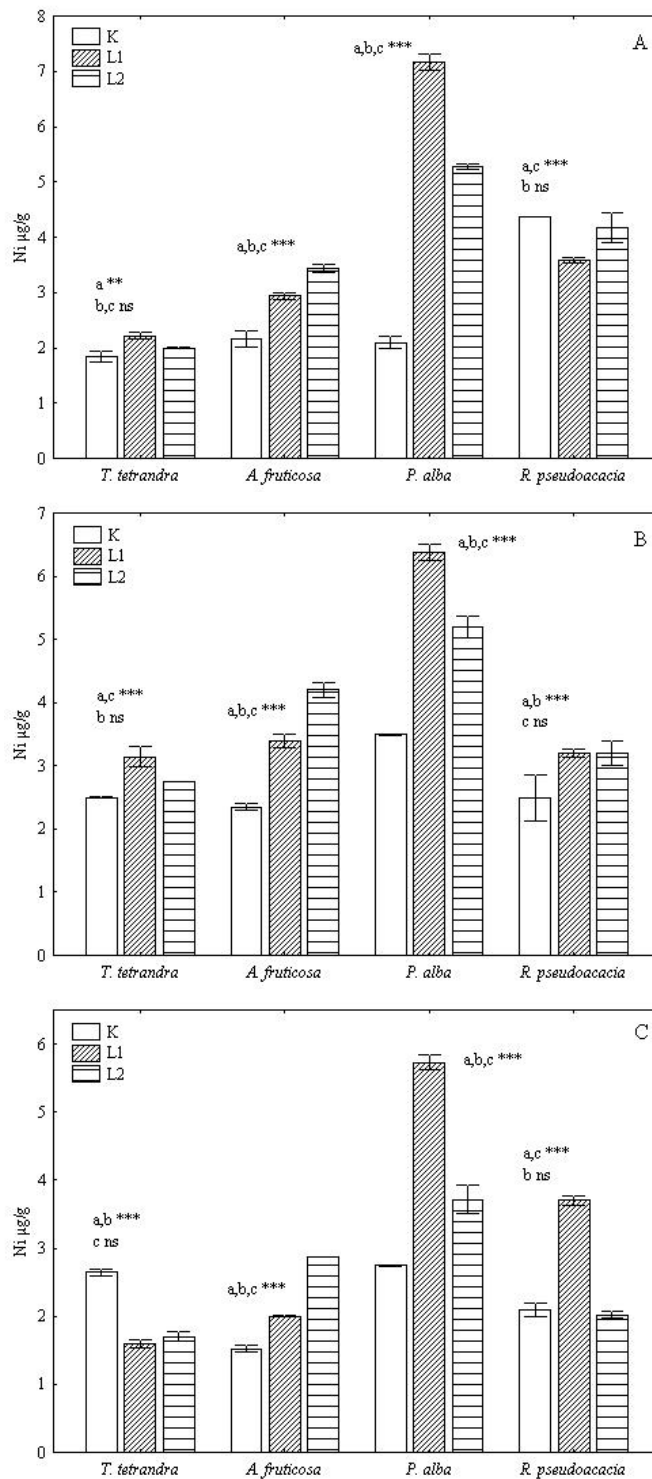 A
K
L1
L2
8
7
6
5
4
3
2
1
0
Ni µg/g
a **
b,c ns
a,b,c ***
a,b,c ***
a,c ***
b ns
T. tetrandra
A. fruticosa
P. alba
R. pseudoacacia
B
K
L1
L2
7
6
5
4
3
2
1
0
Ni µg/g
a,c ***
b ns
a,b,c ***
a,b,c ***
a,b ***
c ns
T. tetrandra
A. fruticosa
P. alba
R. pseudoacacia
C
K
L1
L2
6
5
4
3
2
1
0
Ni µg/g
a,b ***
c ns
a,b,c ***
a,b,c ***
a,c ***
b ns
T. tetrandra
A. fruticosa
P. alba
R. pseudoacacia